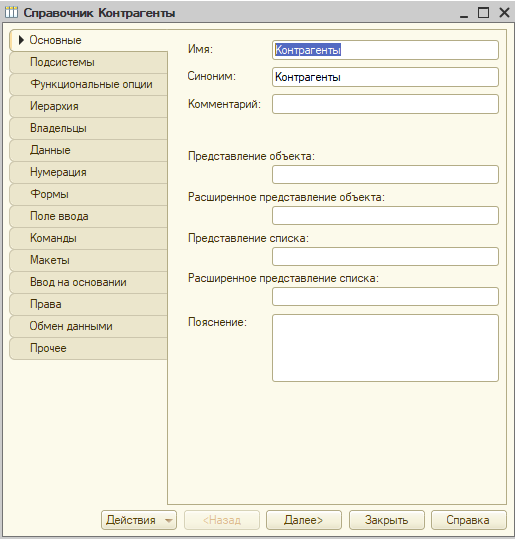 Справочник Контрагенты
Основные
Подсистемы
Функциональные опции
Иерархия
Владельцы
Данные
Нумерация
Формы
Поле ввода
Команды
Макеты
Ввод на основании
Права
Обмен данными
Прочее
Имя: Контрагенты
Синоним: Контрагенты
Комментарий:
Представление объекта:
Расширенное представление объекта:
Представление списка:
Расширенное представление списка:
Пояснение:
Действия <Назад Далее> Закрыть Справка